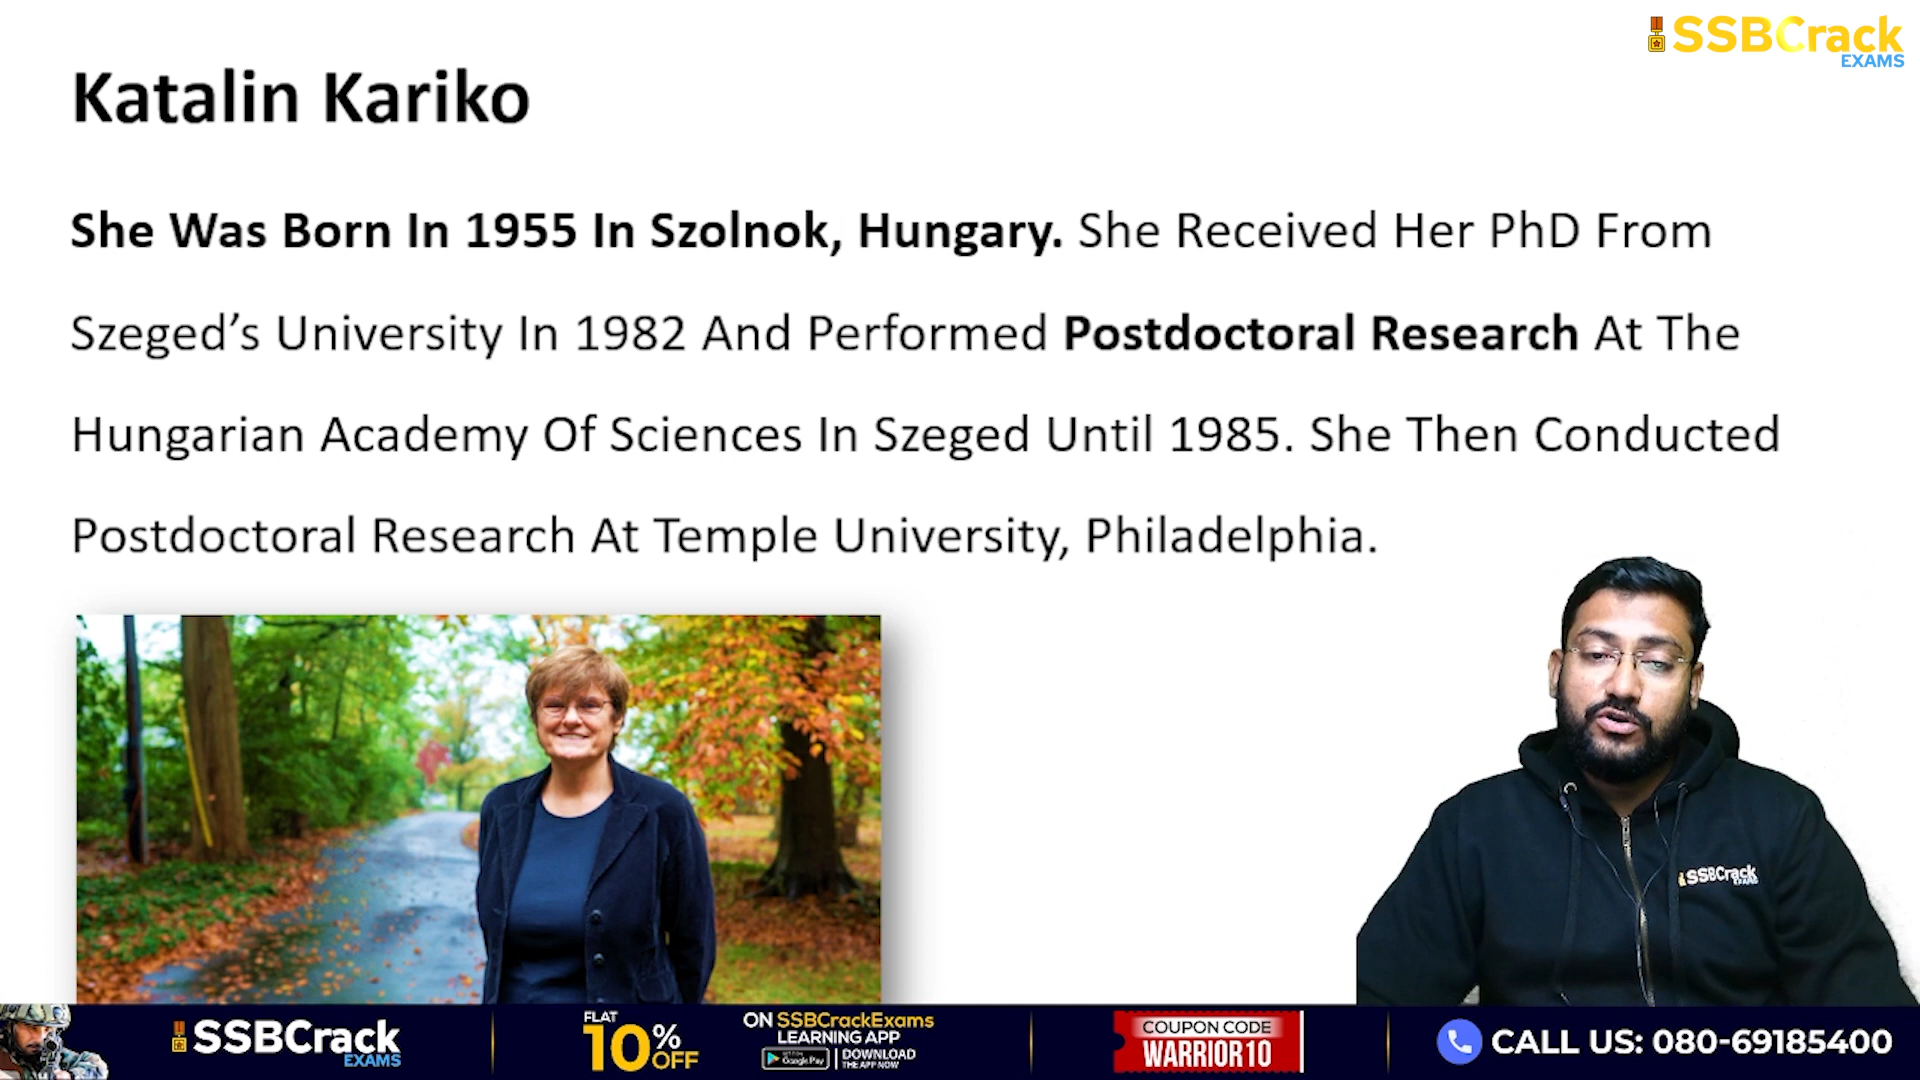 SSBCrack
EXAMS
Katalin Kariko
She Was Born In 1955 In Szolnok, Hungary. She Received Her PhD From
Szeged’s University In 1982 And Performed Postdoctoral Research At The
Hungarian Academy Of Sciences In Szeged Until 1985. She Then Conducted
Postdoctoral Research At Temple University, Philadelphia.
SSBCrack
EXAMS
SSBCrack
EXAMS
FLAT
10% OFF
ON SSBCrackExams
LEARNING APP
Google Play
DOWNLOAD
THE APP NOW
COUPON CODE
WARRIOR10
CALL US: 080-69185400